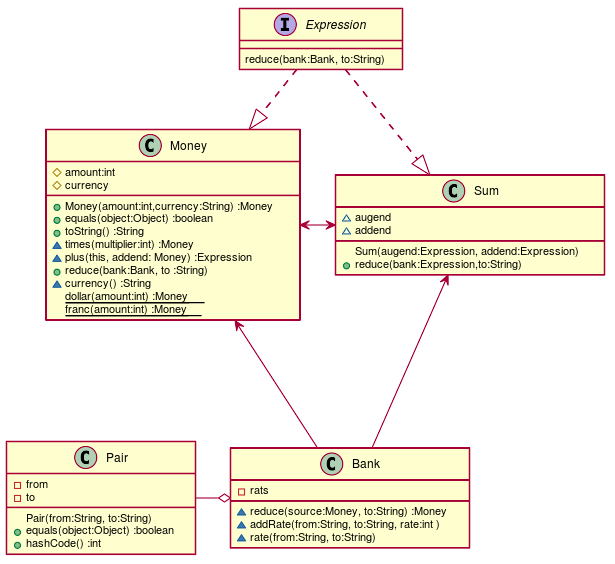 I Expression
reduce(bank:Bank, to:String)
C Money
amount:int
currency
Money(amount:int,currency:String) :Money
equals(object:Object) :boolean
toString() :String
times(multiplier:int) :Money
plus(this, addend: Money) :Expression
reduce(bank:Bank, to :String)
currency() :String
dollar(amount:int) :Money
franc(amount:int) :Money
C Sum
augend
addend
Sum(augend:Expression, addend:Expression)
reduce(bank:Expression,to:String)
C Pair
from
to
Pair(from:String, to:String)
equals(object:Object) :boolean
hashCode() :int
C Bank
rats
reduce(source:Money, to:String) :Money
addRate(from:String, to:String, rate:int )
rate(from:String, to:String)